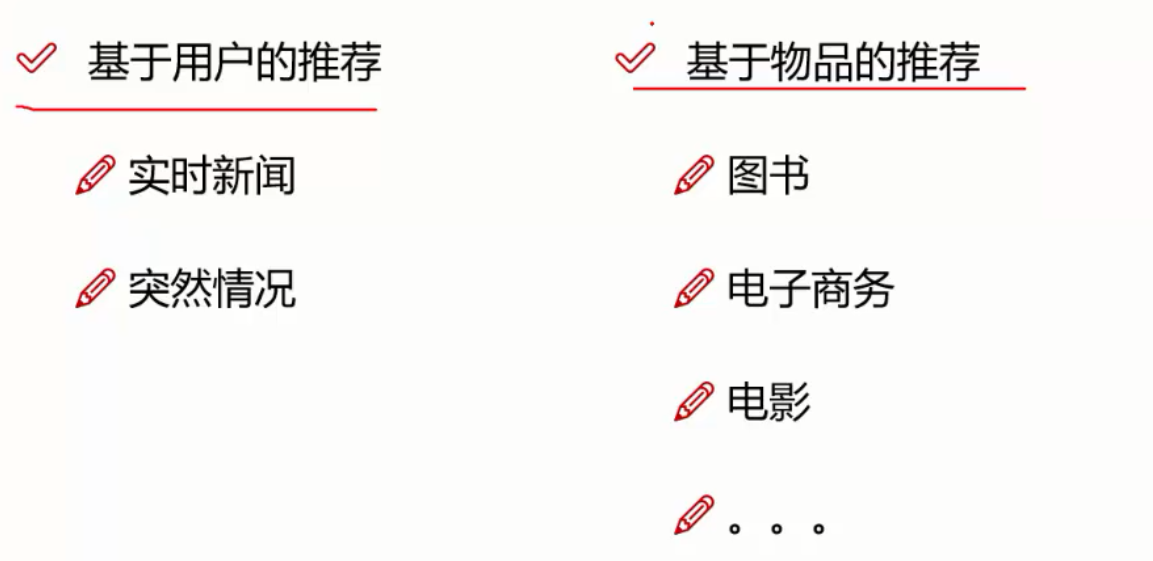 基于用户的推荐
实时新闻
突然情况
基于物品的推荐
图书
电子商务
电影
。。。